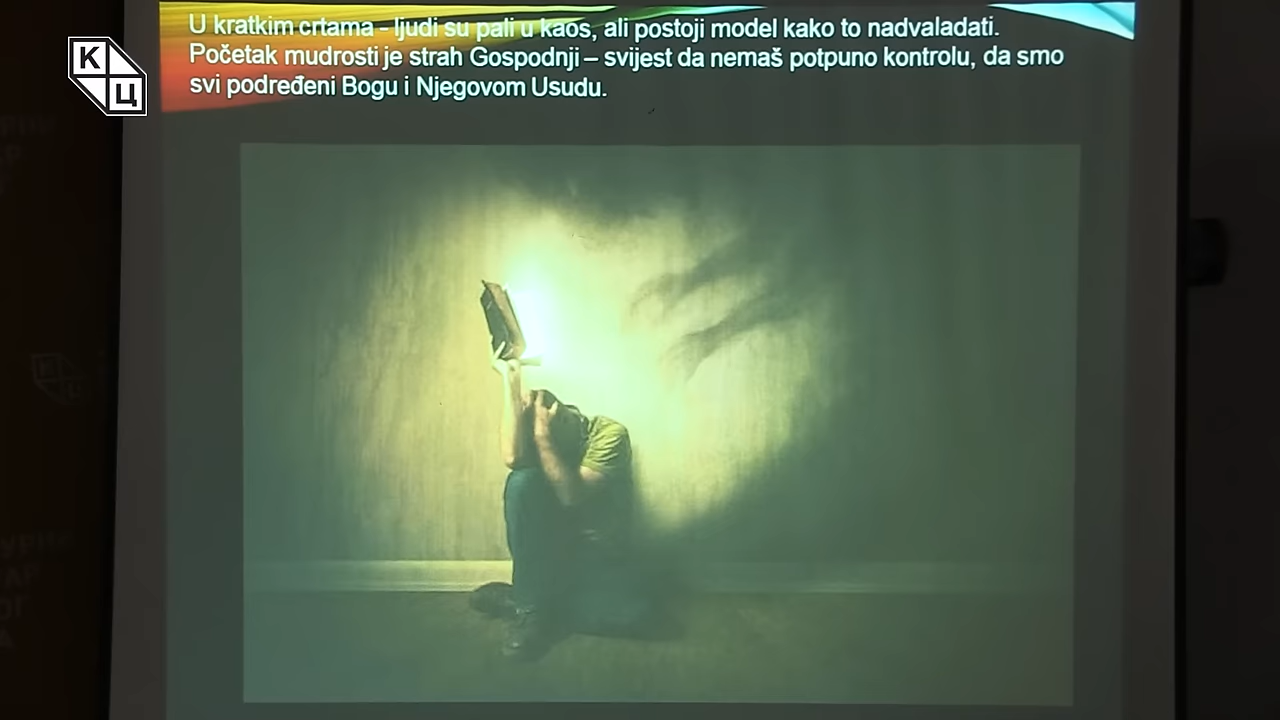 U kratkim crtama - ljudi su pali u kaos, ali postoji model kako to nadvaladati.
Početak mudrosti je strah Gospodnji – svijest da nemaš potpuno kontrolu, da smo
svi podređeni Bogu i Njegovom Usudu.
К
Ц